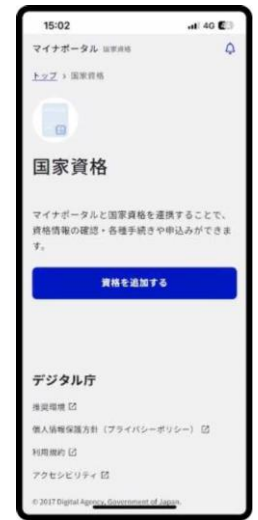 15:02
4G
マイナポータル 国家資格
トップ > 国家資格
国家資格
マイナポータルと国家資格を連携することで、
資格情報の確認・各種手続きや申込みができま
す。
資格を追加する
デジタル庁
推奨環境
個人情報保護方針（プライバシーポリシー）
利用規約
アクセシビリティ
© 2017 Digital Agency, Government of Japan.